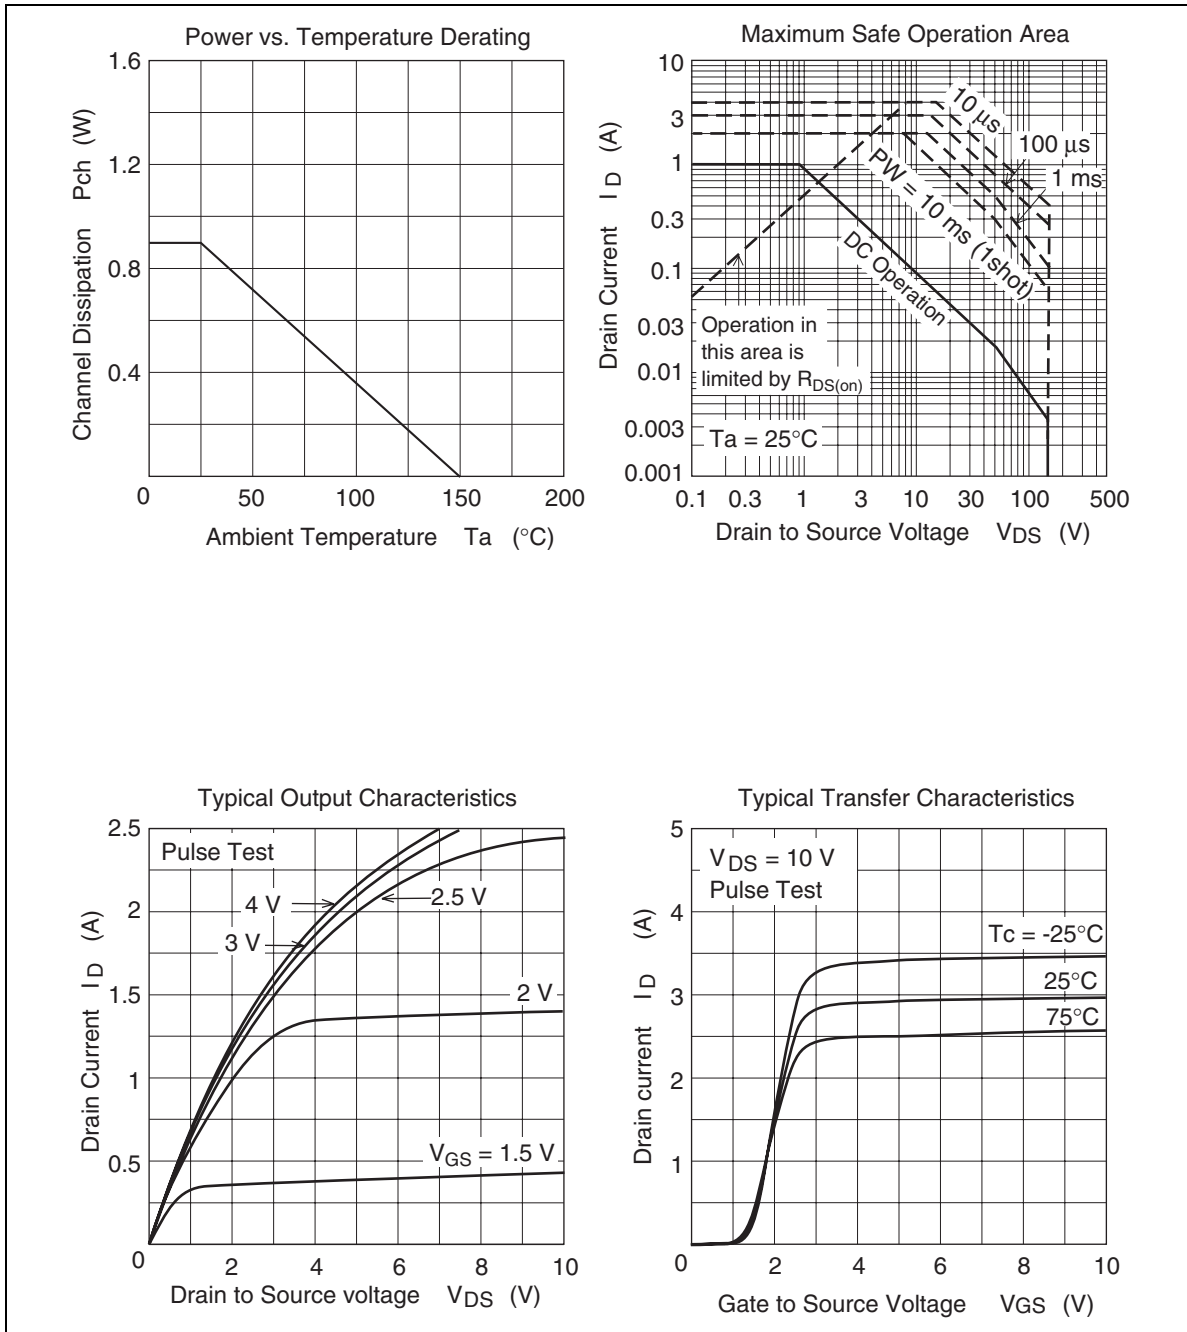 Power vs. Temperature Derating
1.6
1.2
0.8
0.4
Channel Dissipation Pch (W)
0 50 100 150 200
Ambient Temperature Ta (°C)
Maximum Safe Operation Area
10
3
1
0.3
0.1
0.03
0.01
0.003
0.001
Drain Current I D (A)
10 μs
100 μs
1 ms
PW = 10 ms (1shot)
DC Operation
Operation in
this area is
limited by RDS(on)
Ta = 25°C
0.1 0.3 1 3 10 30 100 500
Drain to Source Voltage VDS (V)
Typical Output Characteristics
2.5
2
1.5
1
0.5
Drain Current I D (A)
Pulse Test
4 V
2.5 V
3 V
2 V
VGS = 1.5 V
0 2 4 6 8 10
Drain to Source voltage VDS (V)
Typical Transfer Characteristics
5
4
3
2
1
Drain current I D (A)
V DS = 10 V
Pulse Test
Tc = -25°C
25°C
75°C
0 2 4 6 8 10
Gate to Source Voltage VGS (V)